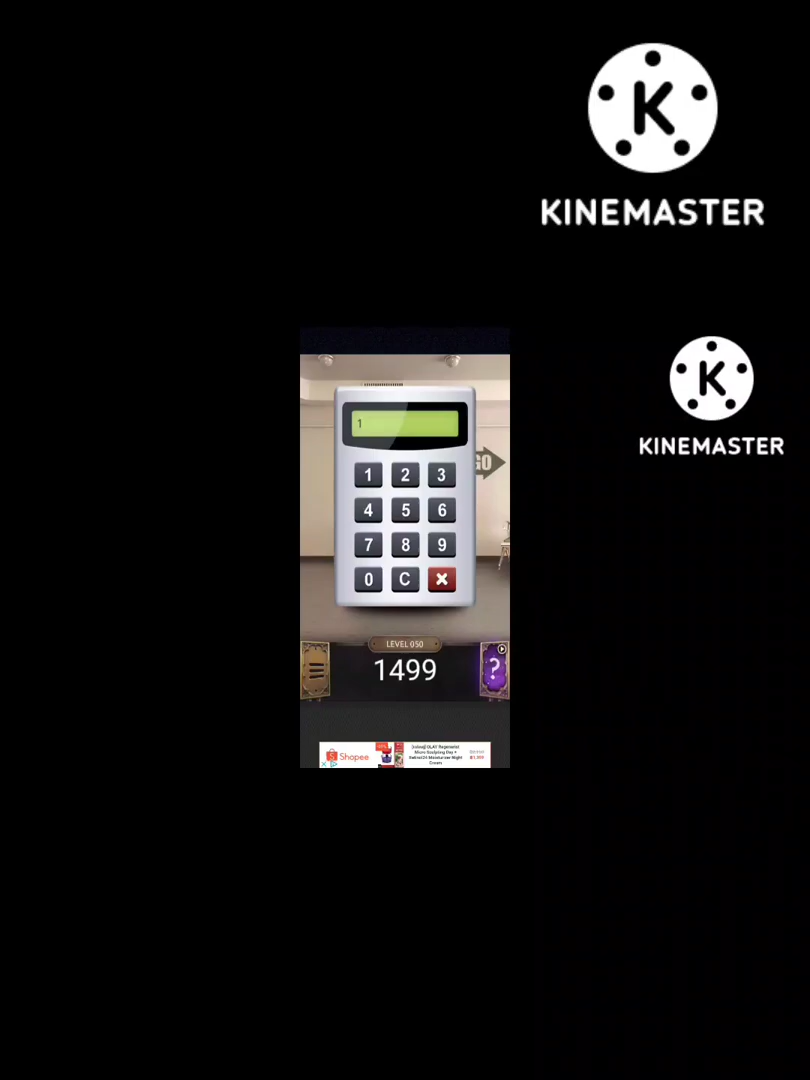 K
KINEMASTER
K
KINEMASTER
1
GO
1 2 3
4 5 6
7 8 9
0 C X
LEVEL 050
1499
?
Shopee